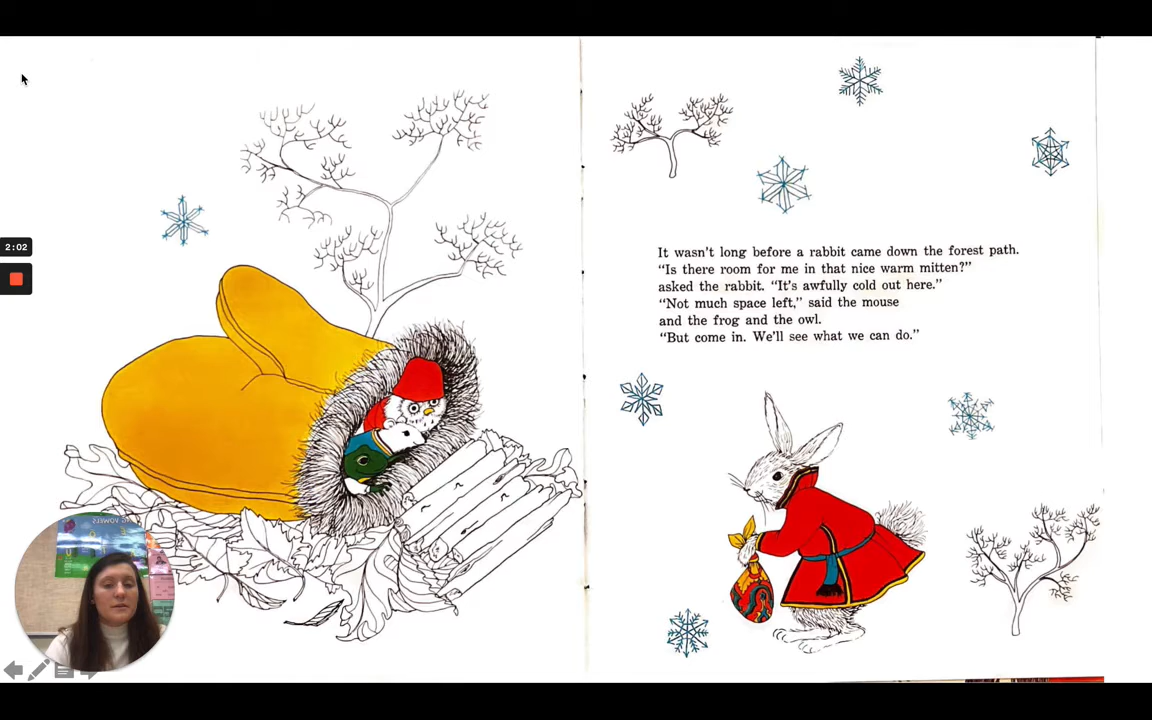 2:02
It wasn't long before a rabbit came down the forest path.
“Is there room for me in that nice warm mitten?”
asked the rabbit. “It's awfully cold out here.”
“Not much space left,” said the mouse
and the frog and the owl.
“But come in. We'll see what we can do.”
VOWELS